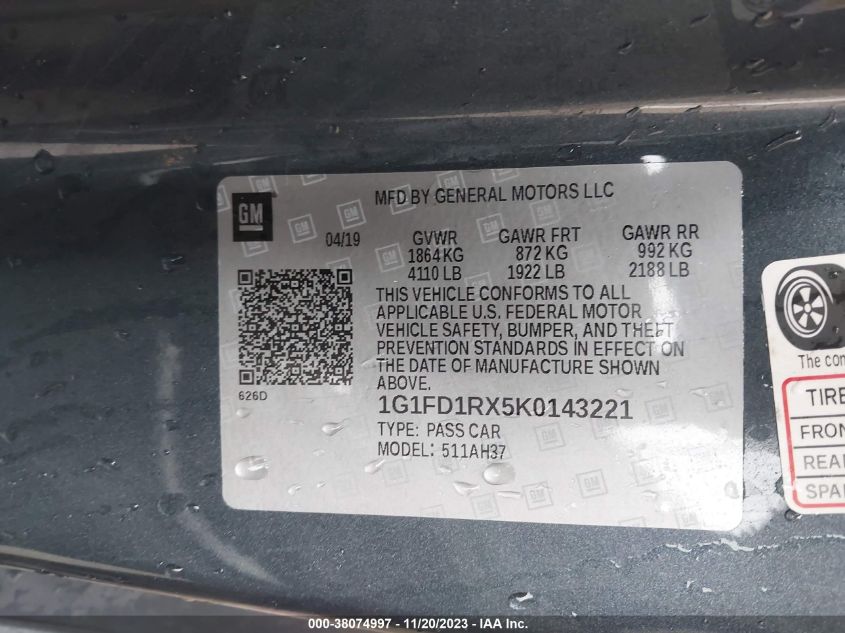 MFD BY GENERAL MOTORS LLC
GM
04/19
GVWR GAWR FRT GAWR RR
1864 KG 872 KG 992 KG
4110 LB 1922 LB 2188 LB
THIS VEHICLE CONFORMS TO ALL
APPLICABLE U.S. FEDERAL MOTOR
VEHICLE SAFETY, BUMPER, AND THEFT
PREVENTION STANDARDS IN EFFECT ON
THE DATE OF MANUFACTURE SHOWN
ABOVE.
626D
1G1FD1RX5K0143221
TYPE: PASS CAR
MODEL: 511AH37
The con
TIRE
FRON
REAR
SPA
000-38074997 - 11/20/2023 - IAA, Inc.